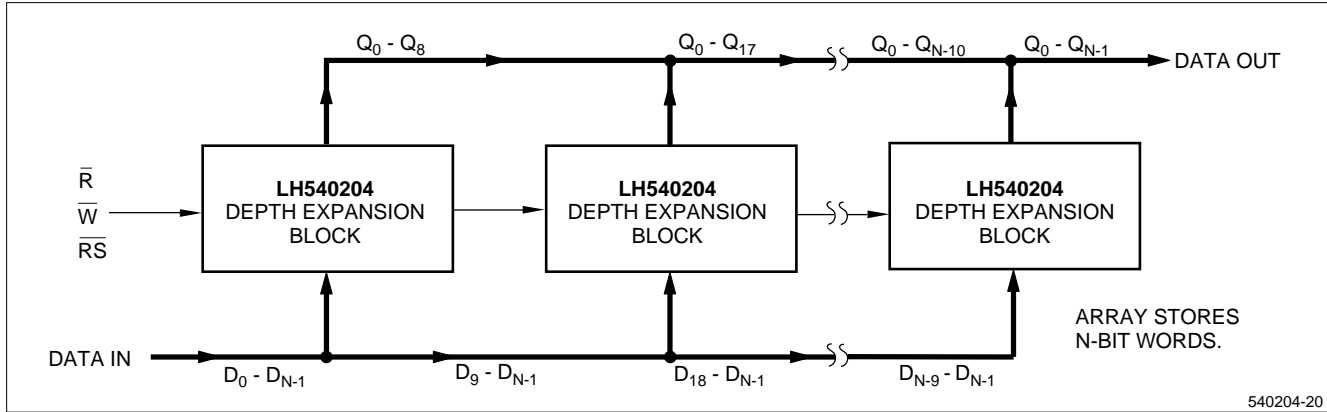 Q0 - Q8
Q0 - Q17
Q0 - QN-10
Q0 - QN-1
DATA OUT
R̅
W̅
R̅S̅
LH540204
DEPTH EXPANSION
BLOCK
LH540204
DEPTH EXPANSION
BLOCK
LH540204
DEPTH EXPANSION
BLOCK
ARRAY STORES
N-BIT WORDS.
DATA IN
D0 - DN-1
D9 - DN-1
D18 - DN-1
DN-9 - DN-1
540204-20